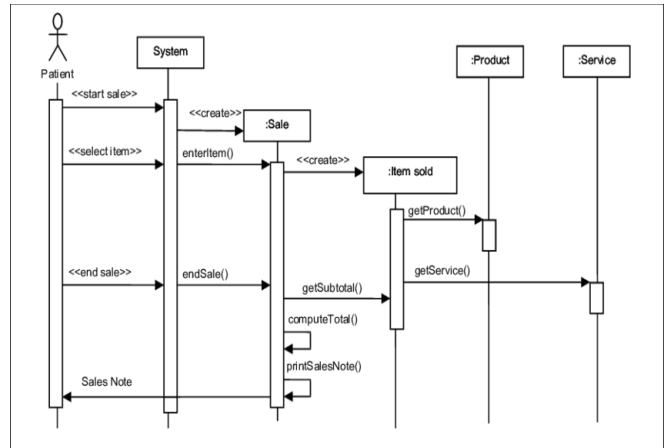 System
:Product
:Service
Patient
<<start sale>>
<<create>>
:Sale
<<select item>>
enterItem()
<<create>>
:Item sold
getProduct()
<<end sale>>
endSale()
getService()
getSubtotal()
computeTotal()
printSalesNote()
Sales Note